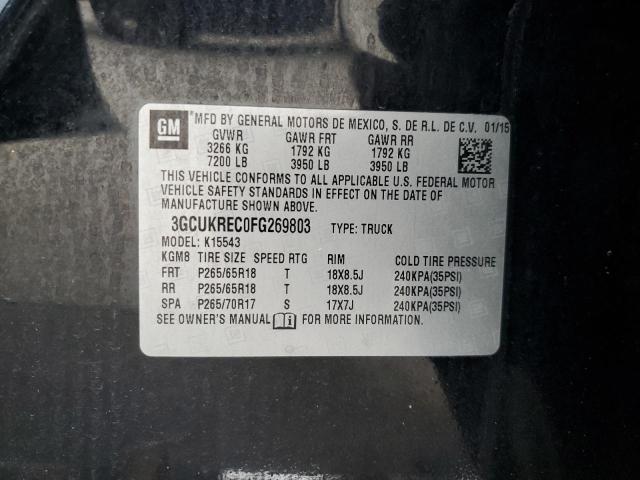 GM MFD BY GENERAL MOTORS DE MEXICO, S. DE R.L. DE C.V. 01/15
GVWR GAWR FRT GAWR RR
3266 KG 1792 KG 1792 KG
7200 LB 3950 LB 3950 LB
THIS VEHICLE CONFORMS TO ALL APPLICABLE U.S. FEDERAL MOTOR
VEHICLE SAFETY STANDARDS IN EFFECT ON THE DATE OF
MANUFACTURE SHOWN ABOVE.
3GCUKREC0FG269803 TYPE: TRUCK
MODEL: K15543
KGM8 TIRE SIZE SPEED RTG RIM COLD TIRE PRESSURE
FRT P265/65R18 T 18X8.5J 240KPA(35PSI)
RR P265/65R18 T 18X8.5J 240KPA(35PSI)
SPA P265/70R17 S 17X7J 240KPA(35PSI)
SEE OWNER'S MANUAL FOR MORE INFORMATION.